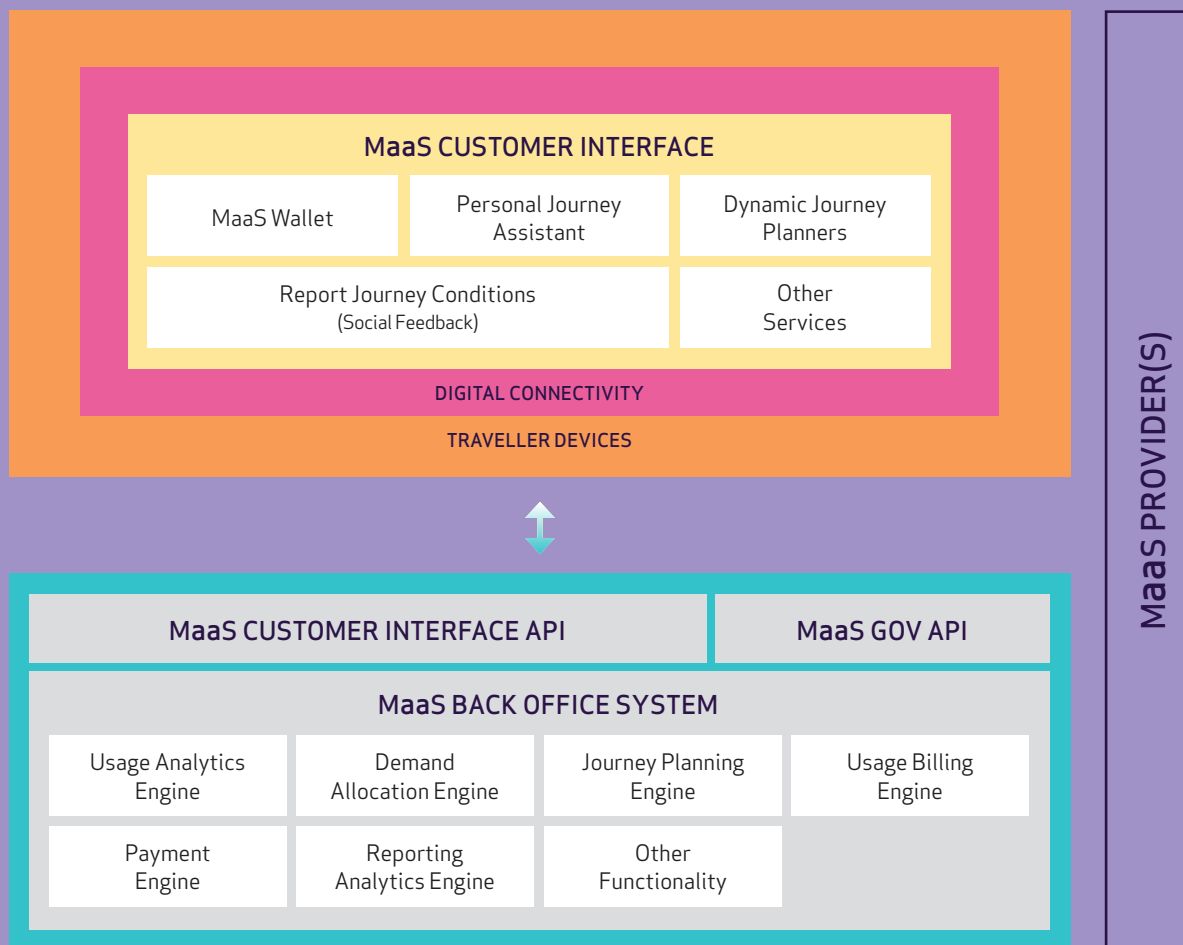 MaaS CUSTOMER INTERFACE
MaaS Wallet
Personal Journey
Assistant
Dynamic Journey
Planners
Report Journey Conditions
(Social Feedback)
Other
Services
DIGITAL CONNECTIVITY
TRAVELLER DEVICES
MaaS CUSTOMER INTERFACE API
MaaS GOV API
MaaS BACK OFFICE SYSTEM
Usage Analytics
Engine
Demand
Allocation Engine
Journey Planning
Engine
Usage Billing
Engine
Payment
Engine
Reporting
Analytics Engine
Other
Functionality
MaaS PROVIDER(S)